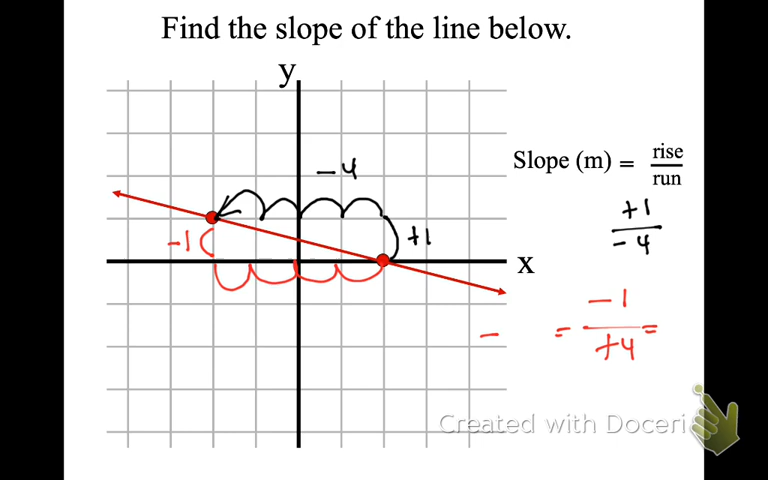 Find the slope of the line below.
y
-4
Slope (m) = rise/run
-1
+1
+1/-4
x
- = -1/+4 =
Created with Doceri